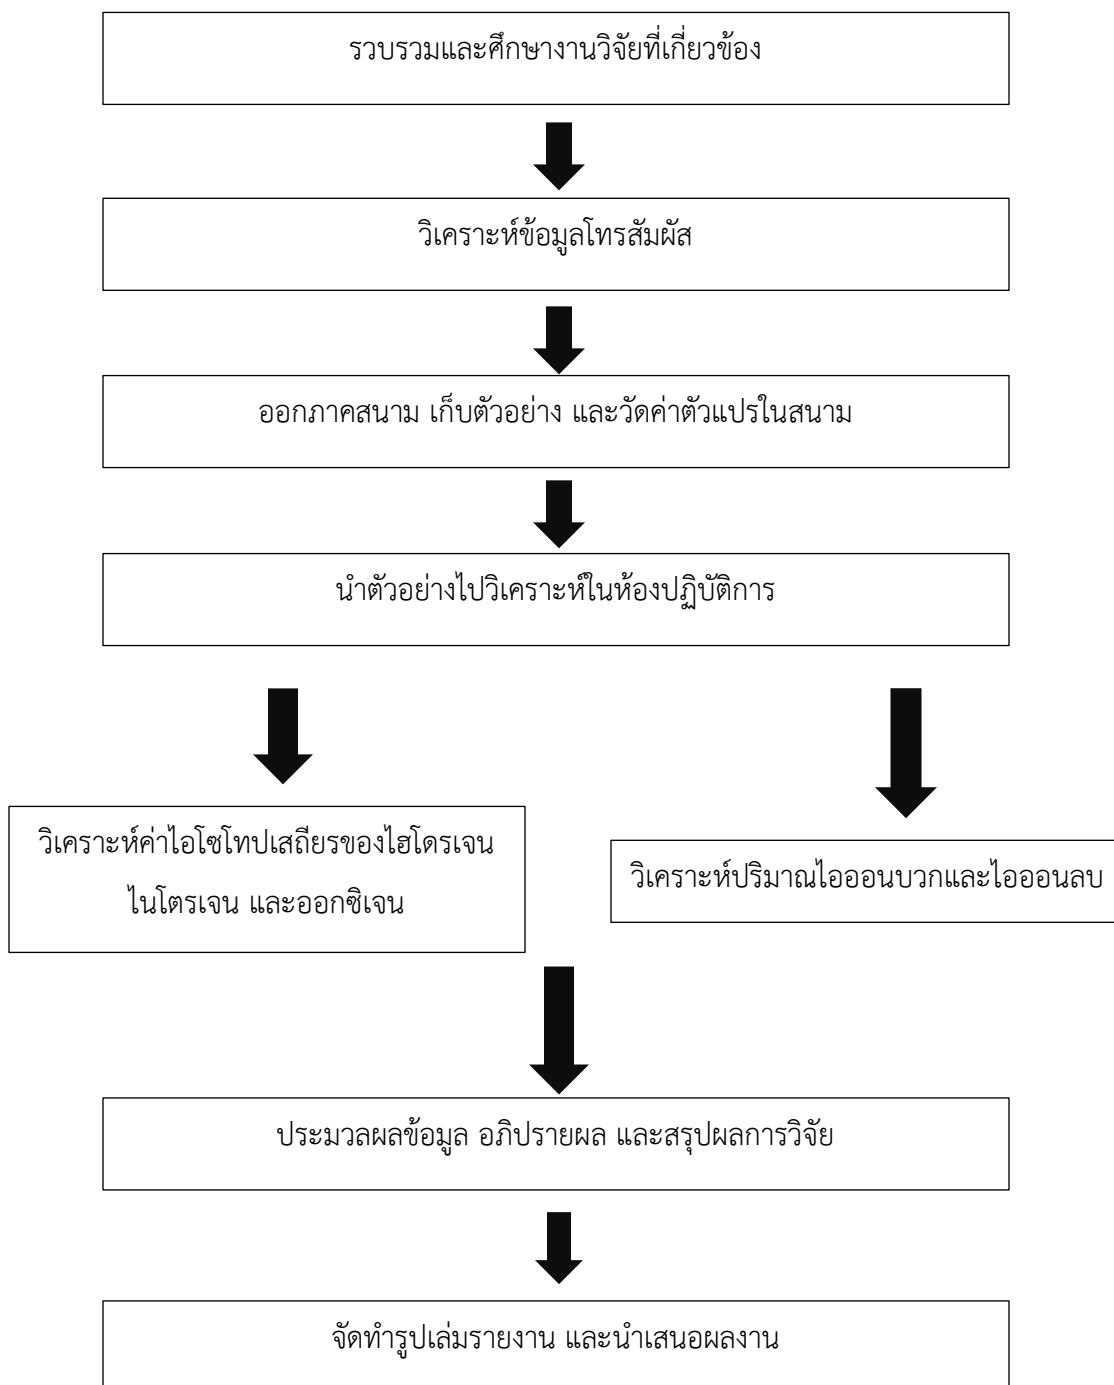 รวบรวมและศึกษางานวิจัยที่เกี่ยวข้อง
วิเคราะห์ข้อมูลโทรสัมผัส
ออกภาคสนาม เก็บตัวอย่าง และวัดค่าตัวแปรในสนาม
นำตัวอย่างไปวิเคราะห์ในห้องปฏิบัติการ
วิเคราะห์ค่าไอโซโทปเสถียรของไฮโดรเจน
ไนโตรเจน และออกซิเจน
วิเคราะห์ปริมาณไอออนบวกและไอออนลบ
ประมวลผลข้อมูล อภิปรายผล และสรุปผลการวิจัย
จัดทำรูปเล่มรายงาน และนำเสนอผลงาน